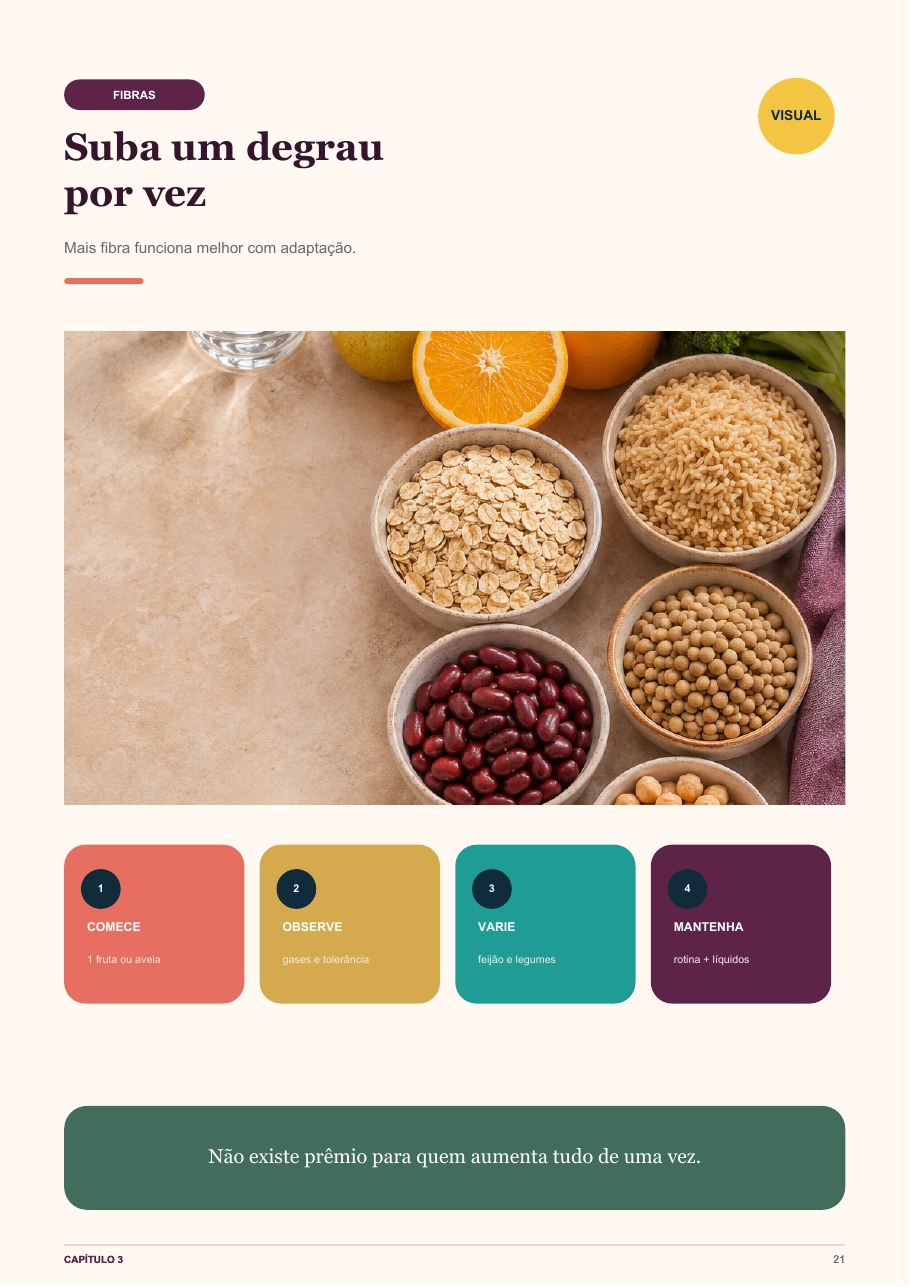 FIBRAS
VISUAL
Suba um degrau
por vez
Mais fibra funciona melhor com adaptação.
1
COMECE
1 fruta ou aveia
2
OBSERVE
gases e tolerância
3
VARIE
feijão e legumes
4
MANTENHA
rotina + líquidos
Não existe prêmio para quem aumenta tudo de uma vez.
CAPÍTULO 3
21